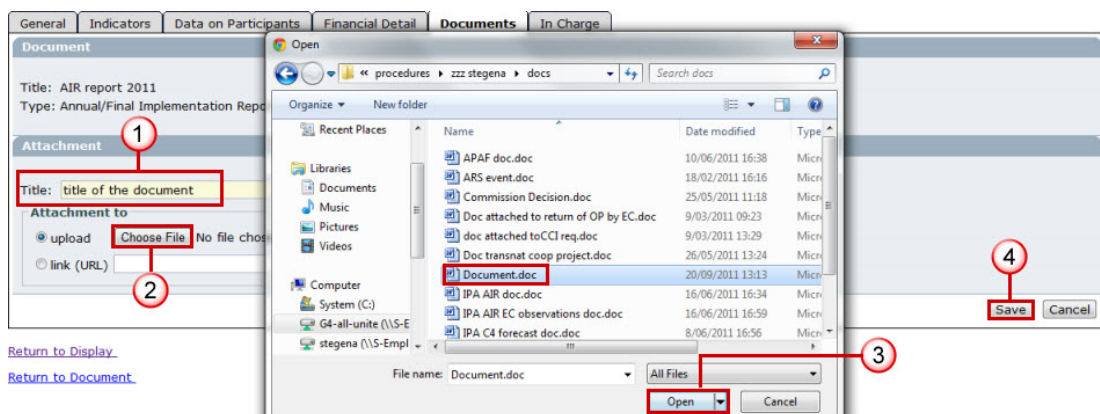 General Indicators Data on Participants Financial Detail Documents In Charge
Document
Title: AIR report 2011
Type: Annual/Final Implementation Repo
1
Attachment
Title: title of the document
Attachment to
upload Choose File No file chos
link (URL)
2
Return to Display
Return to Document
Open
procedures zzz stegena docs
Search docs
Organize New folder
Recent Places
Libraries
Documents
Music
Pictures
Videos
Computer
System (C:)
G4-all-unite (\\S-E
stegena (\\S-Empl
Name Date modified Type
APAF doc.doc 10/06/2011 16:38 Micr
ARS event.doc 18/02/2011 16:16 Micr
Commission Decision.doc 25/05/2011 11:18 Micr
Doc attached to return of OP by EC.doc 9/03/2011 09:23 Micr
doc attached toCCI req.doc 9/03/2011 13:29 Micr
Doc transnat coop project.doc 26/05/2011 13:24 Micr
Document.doc 20/09/2011 13:13 Micr
IPA AIR doc.doc 16/06/2011 16:34 Micr
IPA AIR EC observations doc.doc 16/06/2011 16:59 Micr
IPA C4 forecast doc.doc 8/06/2011 16:56 Micr
File name: Document.doc All Files
Open Cancel
3
4
Save Cancel